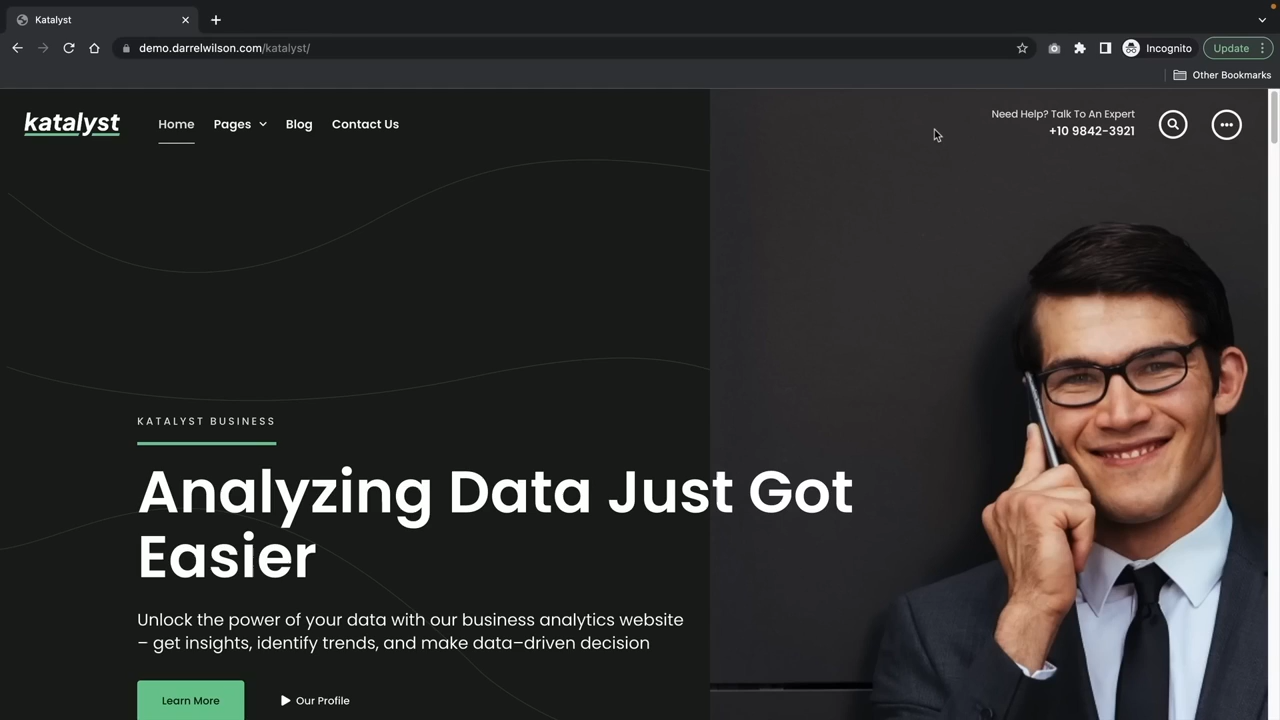 Katalyst
demo.darrelwilson.com/katalyst/
Incognito
Update
Other Bookmarks
katalyst
Home
Pages
Blog
Contact Us
Need Help? Talk To An Expert
+10 9842-3921
KATALYST BUSINESS
Analyzing Data Just Got
Easier
Unlock the power of your data with our business analytics website
– get insights, identify trends, and make data–driven decision
Learn More
Our Profile